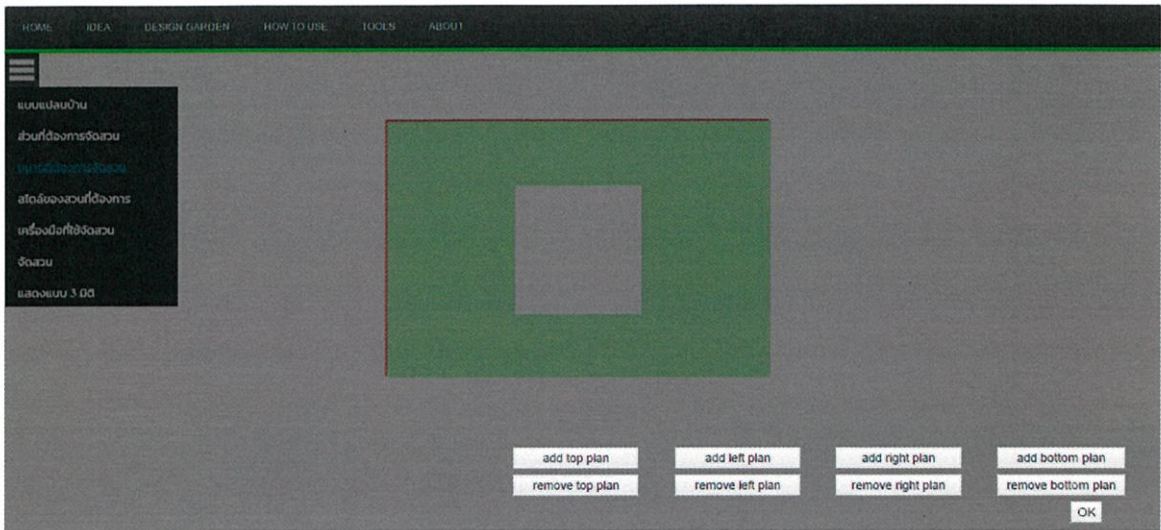 HOME IDEA DESIGN GARDEN HOW TO USE TOOLS ABOUT
แบบแปลนบ้าน
ส่วนที่ต้องการจัดสวน
สไตล์ของสวนที่ต้องการ
เครื่องมือที่ใช้จัดสวน
จัดสวน
แสดงแบบ 3 มิติ
add top plan add left plan add right plan add bottom plan
remove top plan remove left plan remove right plan remove bottom plan
OK